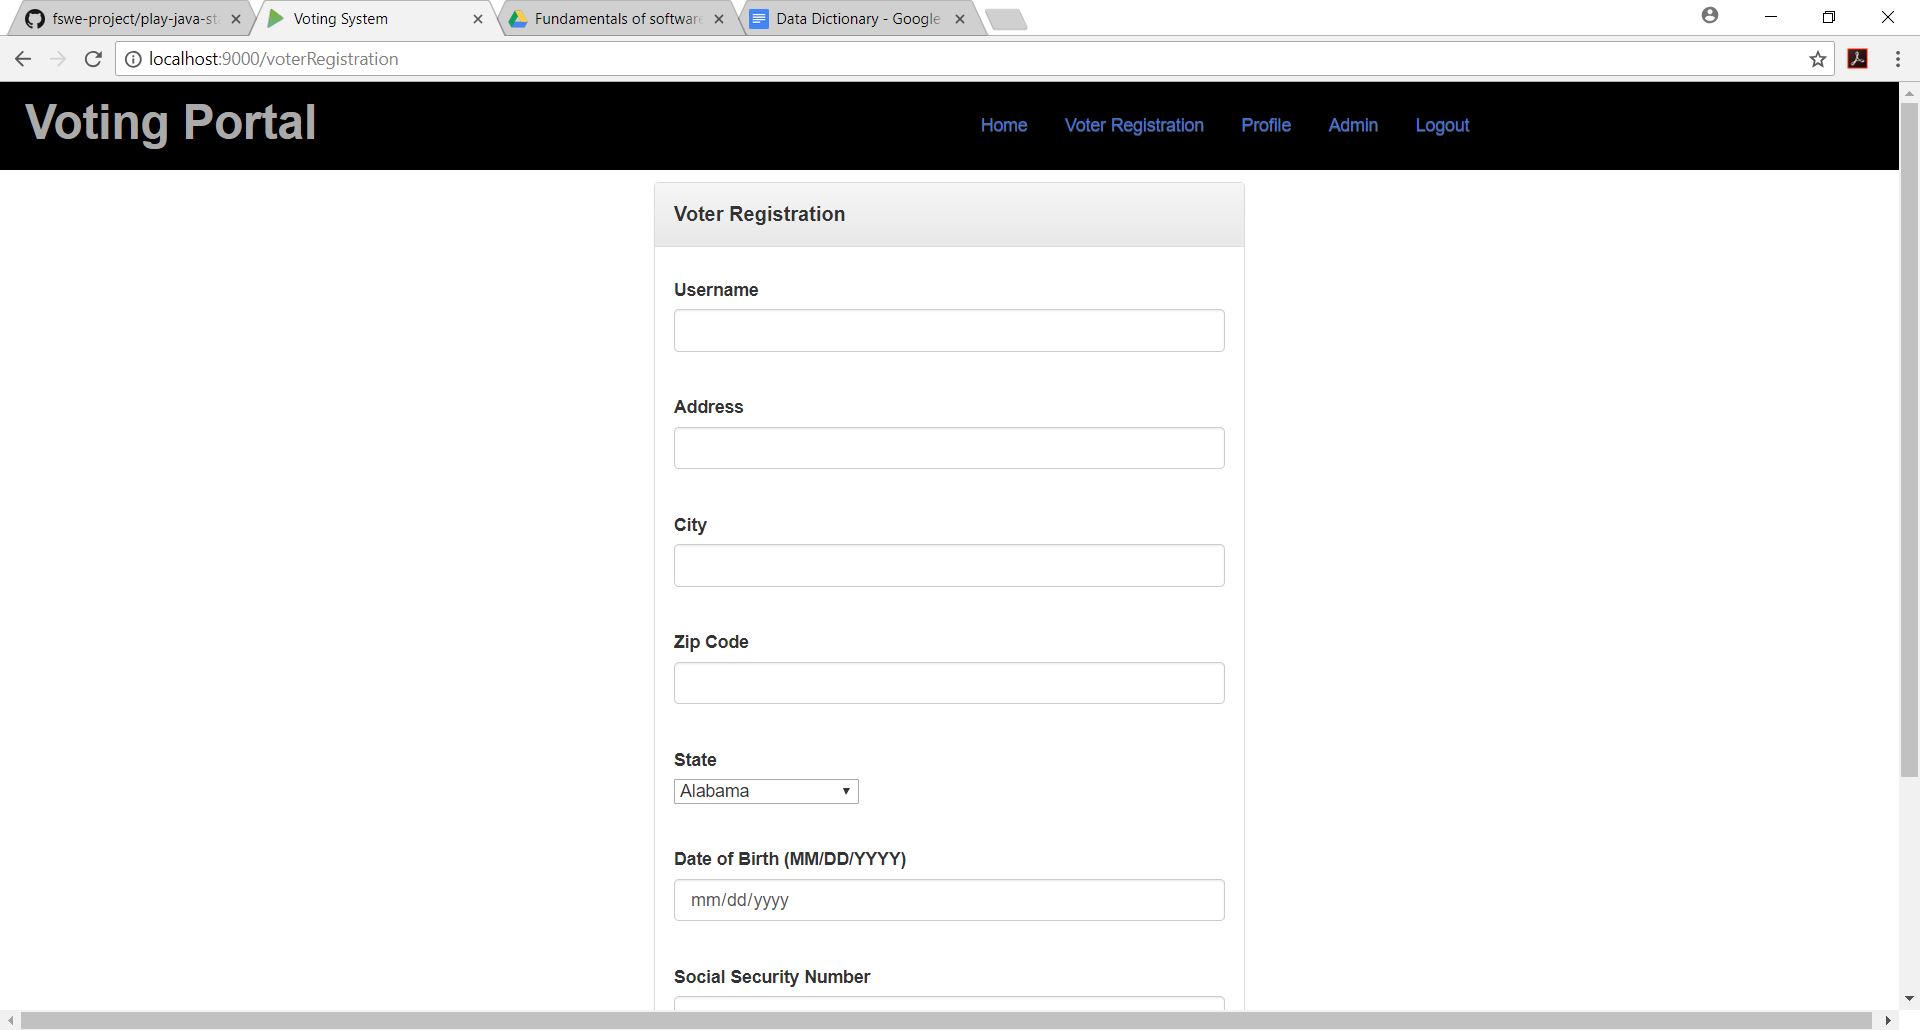 fswe-project/play-java-st
Voting System
Fundamentals of software
Data Dictionary - Google
localhost:9000/voterRegistration
Voting Portal
Home Voter Registration Profile Admin Logout
Voter Registration
Username
Address
City
Zip Code
State
Alabama
Date of Birth (MM/DD/YYYY)
mm/dd/yyyy
Social Security Number